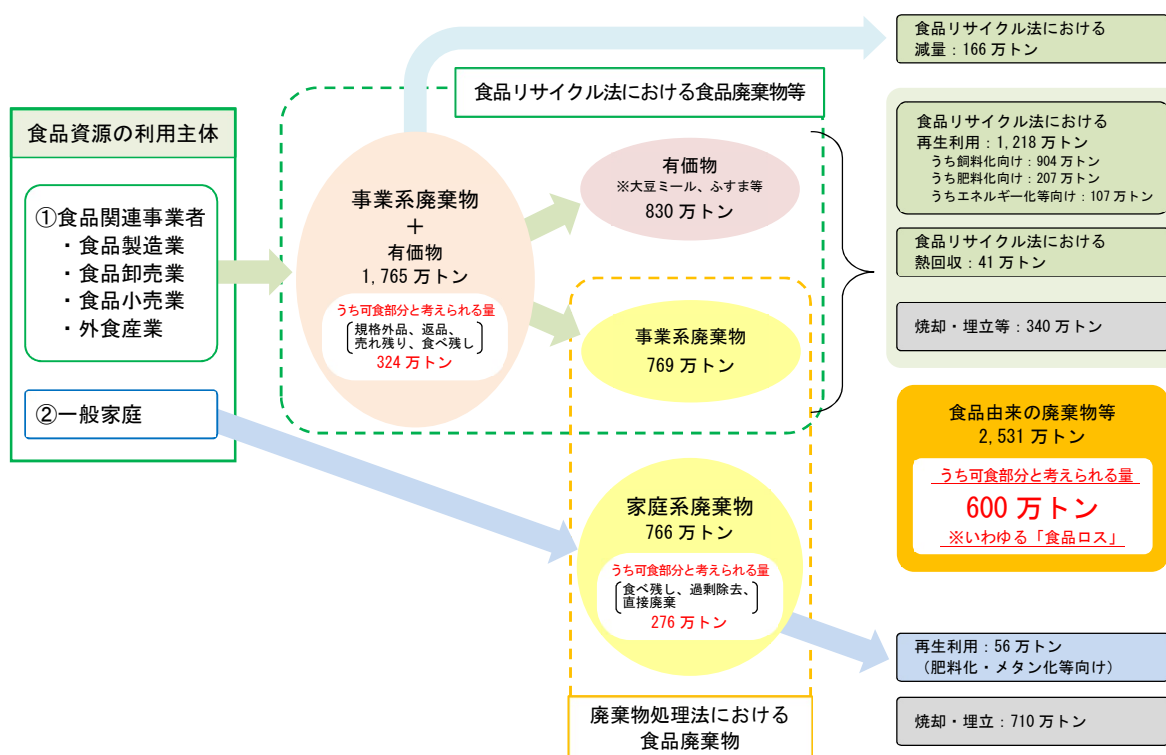 食品リサイクル法における
減量：166 万トン
食品リサイクル法における食品廃棄物等
食品資源の利用主体
①食品関連事業者
・食品製造業
・食品卸売業
・食品小売業
・外食産業
②一般家庭
事業系廃棄物
＋
有価物
1,765 万トン
うち可食部分と考えられる量
規格外品、返品、
売れ残り、食べ残し
324 万トン
有価物
※大豆ミール、ふすま等
830 万トン
事業系廃棄物
769 万トン
家庭系廃棄物
766 万トン
うち可食部分と考えられる量
食べ残し、過剰除去、
直接廃棄
276 万トン
廃棄物処理法における
食品廃棄物
食品リサイクル法における
再生利用：1,218 万トン
うち飼料化向け：904 万トン
うち肥料化向け：207 万トン
うちエネルギー化等向け：107 万トン
食品リサイクル法における
熱回収：41 万トン
焼却・埋立等：340 万トン
食品由来の廃棄物等
2,531 万トン
うち可食部分と考えられる量
600 万トン
※いわゆる「食品ロス」
再生利用：56 万トン
（肥料化・メタン化等向け）
焼却・埋立：710 万トン